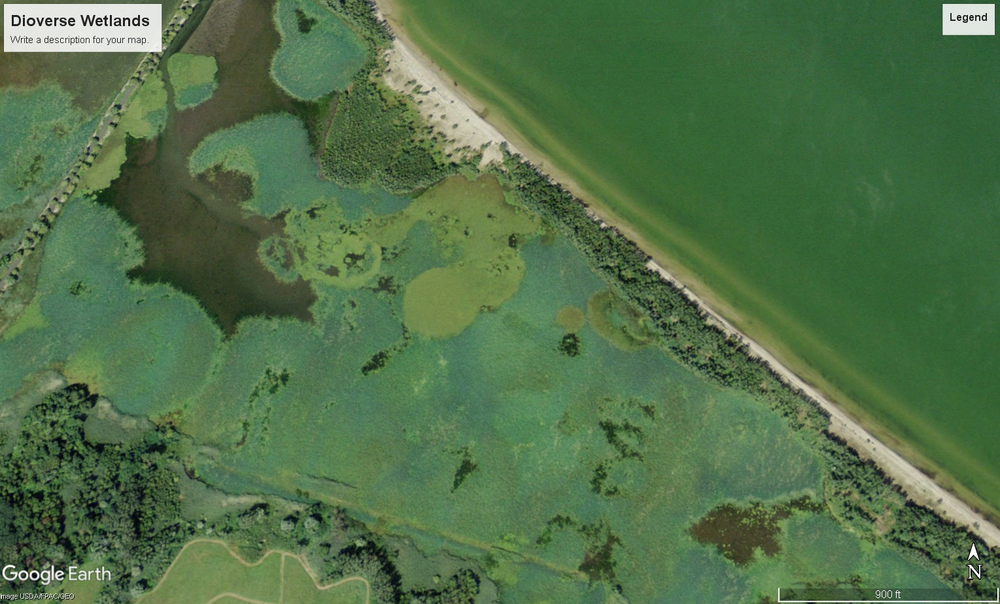 Dioverse Wetlands
Write a description for your map.
Legend
N
Google Earth
900 ft
Image USDA/FPAC/GEO